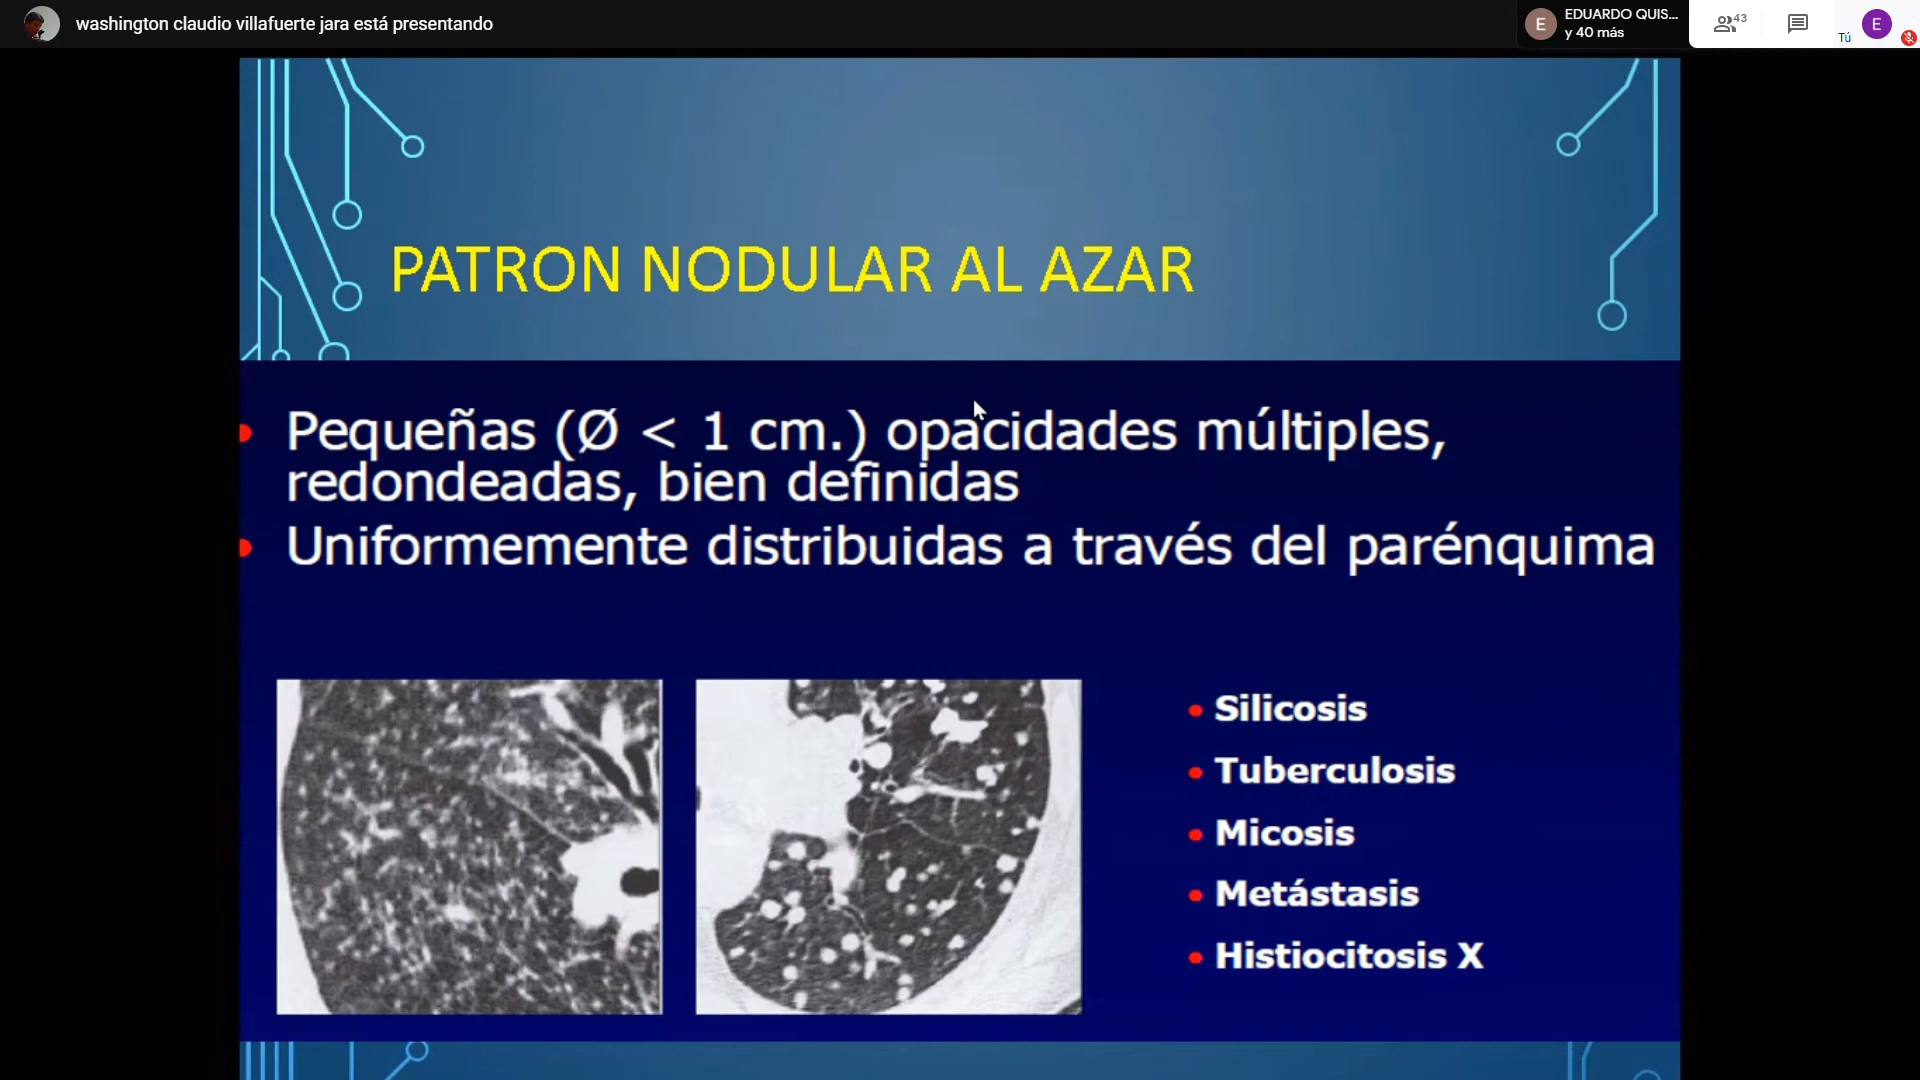 washington claudio villafuerte jara está presentando
E
EDUARDO QUIS...
y 40 más
43
Tú
E
PATRON NODULAR AL AZAR
Pequeñas (Ø < 1 cm.) opacidades múltiples,
redondeadas, bien definidas
Uniformemente distribuidas a través del parénquima
Silicosis
Tuberculosis
Micosis
Metástasis
Histiocitosis X